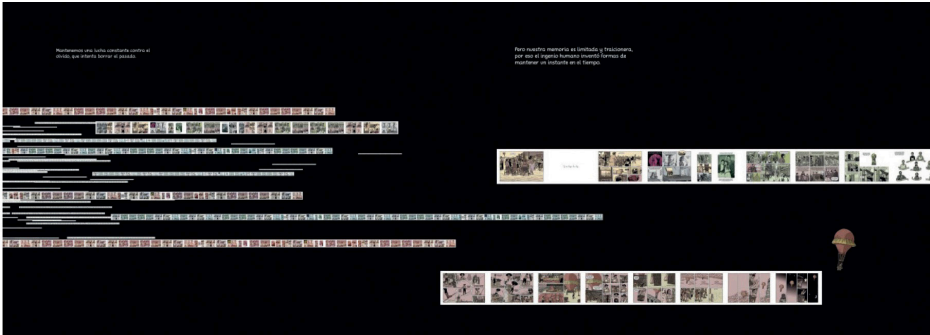 Mantenemos una lucha constante contra el
olvido que intenta borrar el pasado.
Pero nuestra memoria es limitada y traicionera,
por eso el ingenio humano inventó formas de
mantener un instante en el tiempo.